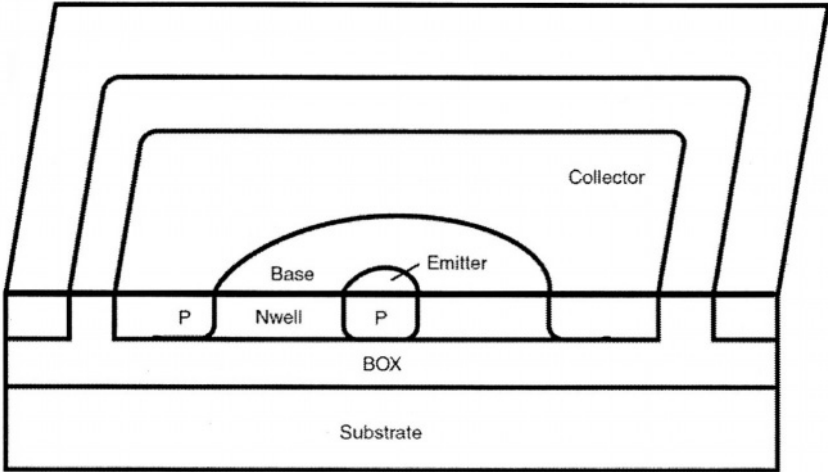 Collector
Emitter
Base
P
Nwell
P
BOX
Substrate